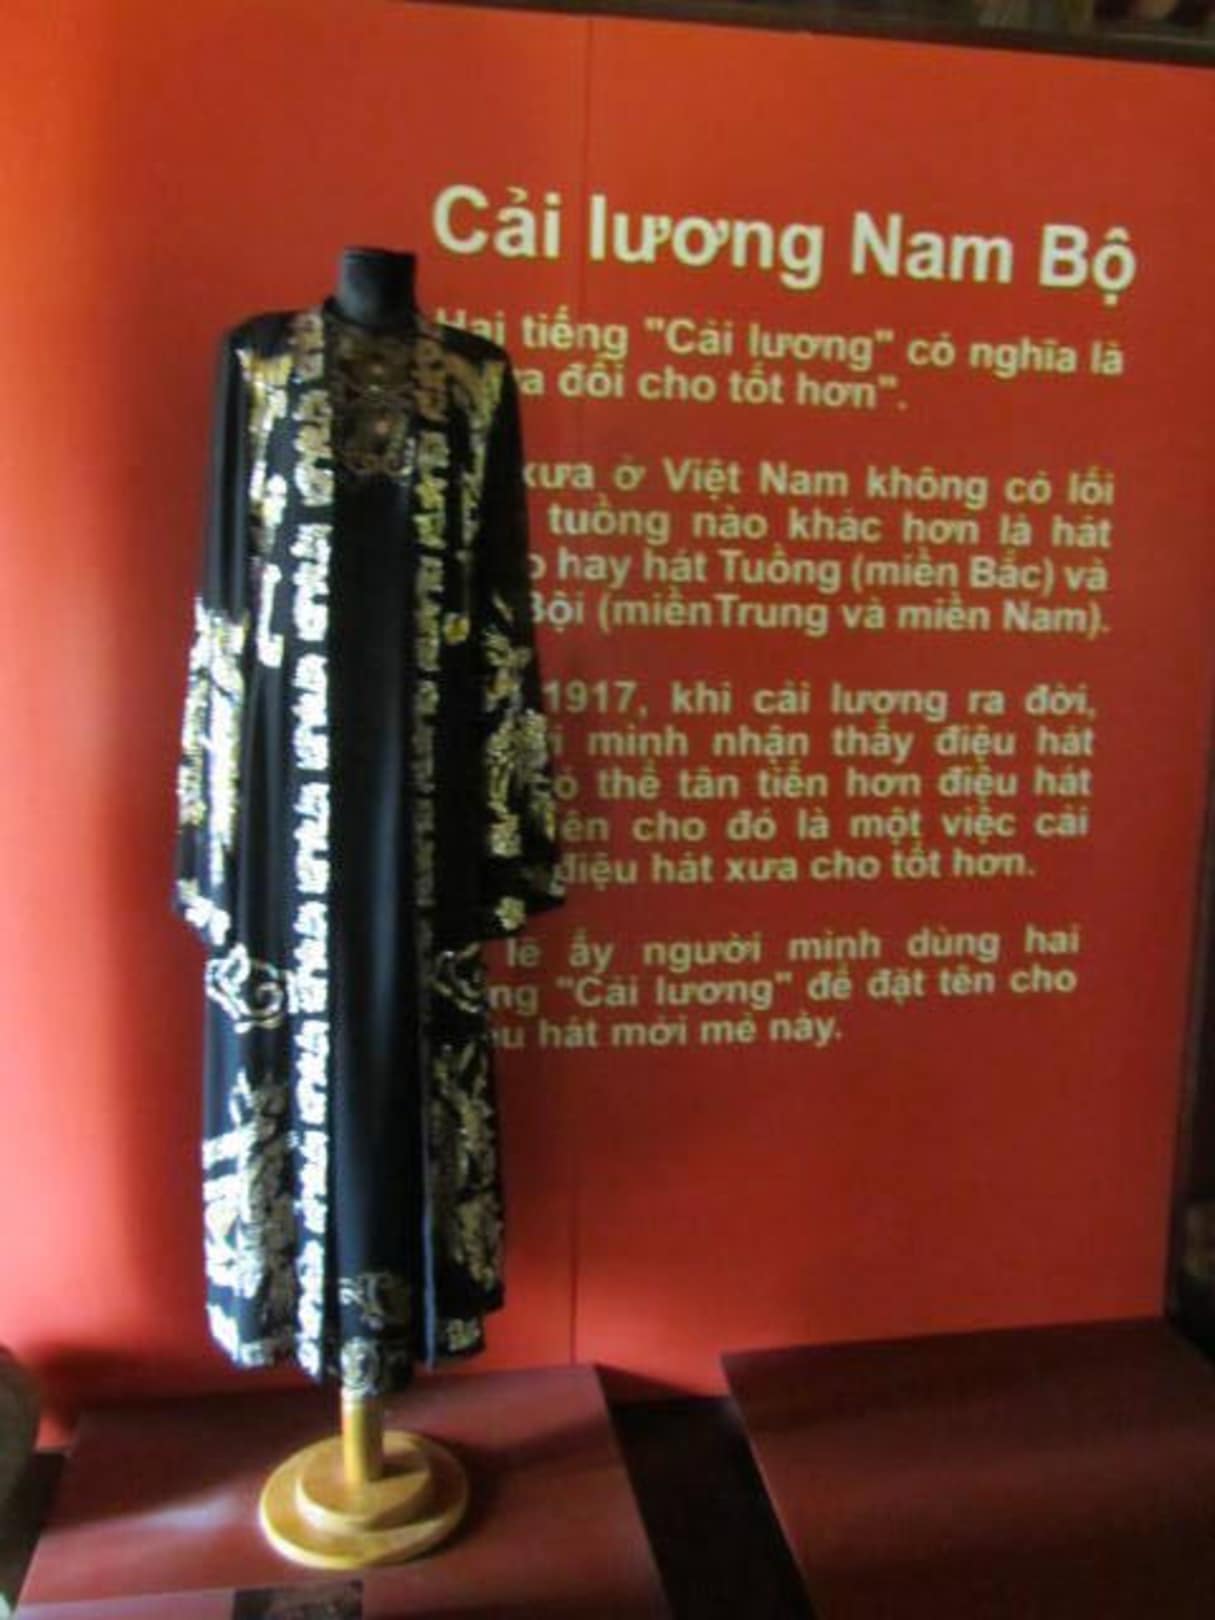 Cải lương Nam Bộ
Hai tiếng "Cải lương" có nghĩa là
đổi cho tốt hơn".
xưa ở Việt Nam không có lối
tuồng nào khác hơn là hát
hay hát Tuồng (miền Bắc) và
Bội (miền Trung và miền Nam).
1917, khi cải lương ra đời,
mình nhận thấy điệu hát
thể tân tiến hơn điệu hát
cho đó là một việc cải
điệu hát xưa cho tốt hơn.
lẽ ấy người mình dùng hai
"Cải lương" để đặt tên cho
hát mới mẻ này.